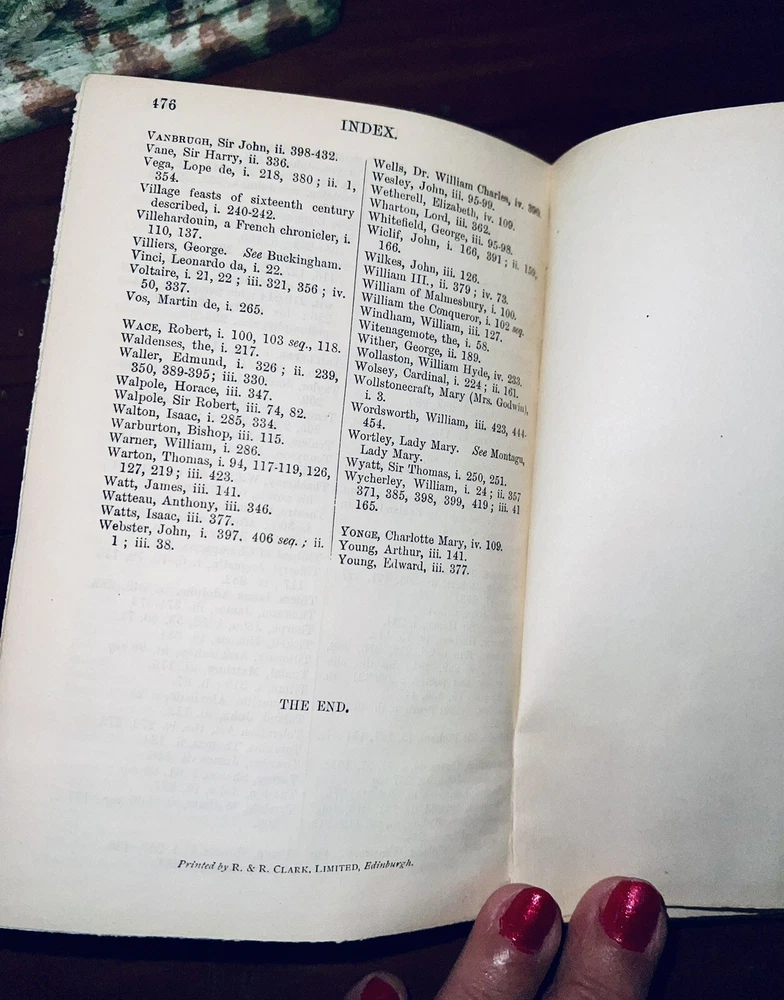 476
INDEX.
VANBRUGH, Sir John, ii. 398-432.
Vane, Sir Harry, ii. 336.
Vega, Lope de, i. 218, 380 ; ii. 1,
354.
Village feasts of sixteenth century
described, i. 240-242.
Villehardouin, a French chronicler, i.
110, 137.
Villiers, George. See Buckingham.
Vinci, Leonardo da, i. 22.
Voltaire, i. 21, 22 ; iii. 321, 356 ; iv.
50, 337.
Vos, Martin de, i. 265.
WACE, Robert, i. 100, 103 seq., 118.
Waldenses, the, i. 217.
Waller, Edmund, i. 326 ; ii. 239,
350, 389-395; iii. 330.
Walpole, Horace, iii. 347.
Walpole, Sir Robert, iii. 74, 82.
Walton, Isaac, i. 285, 334.
Warburton, Bishop, iii. 115.
Warner, William, i. 286.
Warton, Thomas, i. 94, 117-119, 126,
127, 219 ; iii. 423.
Watt, James, iii. 141.
Watteau, Anthony, iii. 346.
Watts, Isaac, iii. 377.
Webster, John, i. 397. 406 seq. ; ii.
1 ; iii. 38.
Wells, Dr. William Charles, iv.
Wesley, John, iii. 95-99.
Wetherell, Elizabeth, iv. 109.
Wharton, Lord, iii. 362.
Whitefield, George, iii. 95-98.
Wiclif, John, i. 166, 391 ; ii.
166.
Wilkes, John, iii. 126.
William III., ii. 379 ; iv. 73.
William of Malmesbury, i. 100.
William the Conqueror, i. 102 seq.
Windham, William, iii. 127.
Witenagemote, the, i. 58.
Wither, George, ii. 189.
Wollaston, William Hyde, iv. 233.
Wolsey, Cardinal, i. 224 ; ii. 161.
Wollstonecraft, Mary (Mrs. Godwin),
i. 3.
Wordsworth, William, iii. 423, 444-
454.
Wortley, Lady Mary. See Montagu,
Lady Mary.
Wyatt, Sir Thomas, i. 250, 251.
Wycherley, William, i. 24 ; ii. 357
371, 385, 398, 399, 419 ; iii. 41
165.
YONGE, Charlotte Mary, iv. 109.
Young, Arthur, iii. 141.
Young, Edward, iii. 377.
THE END.
Printed by R. & R. CLARK, LIMITED, Edinburgh.